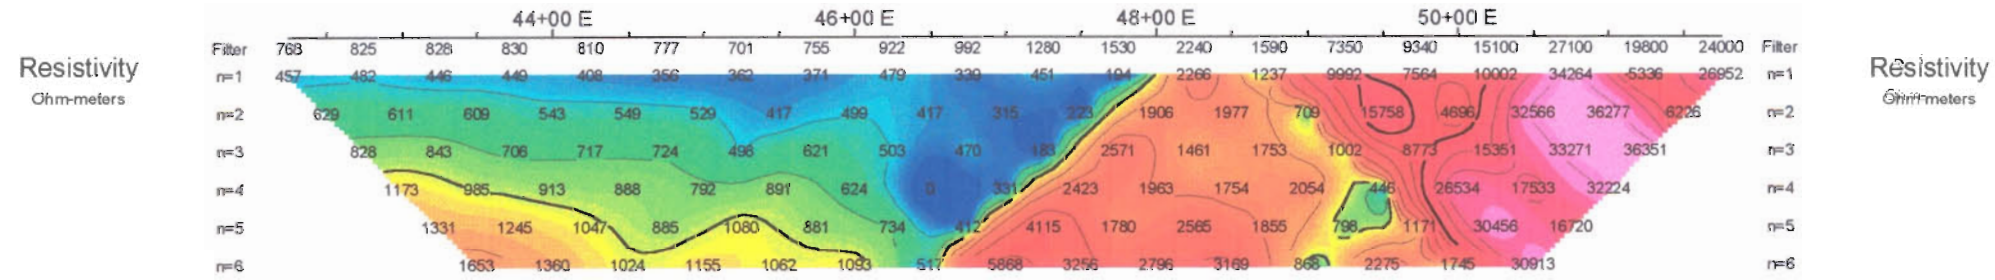 44+00 E 46+00 E 48+00 E 50+00 E
Filter 768 825 828 830 810 777 701 755 922 992 1280 1530 2240 1590 7350 9340 15100 27100 19800 24000 Filter
Resistivity Resistivity
n=1 457 482 446 449 408 356 362 371 479 339 451 194 2266 1237 9992 7564 10002 34264 5336 26952 n=1
Ohm-meters Ohm-meters
n=2 629 611 609 543 549 529 417 499 417 315 223 1906 1977 709 15758 4696 32566 36277 6226 n=2
n=3 828 843 706 717 724 498 621 503 470 183 2571 1461 1753 1002 8773 15351 33271 36351 n=3
n=4 1173 985 913 888 792 891 624 0 331 2423 1963 1754 2054 446 26534 17533 32224 n=4
n=5 1331 1245 1047 885 1080 881 734 412 4115 1780 2565 1855 798 1171 30456 16720 n=5
n=6 1653 1360 1024 1155 1062 1093 517 5868 3256 2796 3169 868 2275 1745 30913 n=6